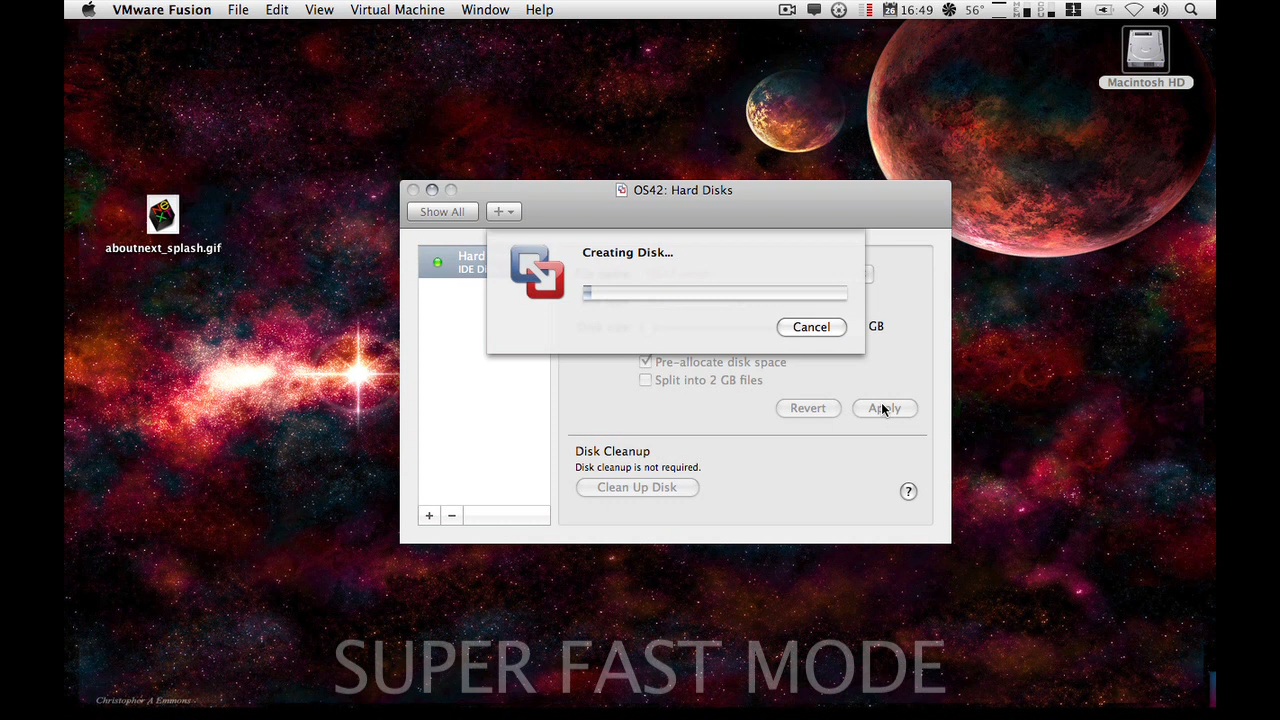 VMware Fusion File Edit View Virtual Machine Window Help 26 16:49 56°
Macintosh HD
aboutnext_splash.gif
OS42: Hard Disks
Show All
Hard
IDE Di
Creating Disk...
Cancel
GB
Pre-allocate disk space
Split into 2 GB files
Revert Apply
Disk Cleanup
Disk cleanup is not required.
Clean Up Disk
?
SUPER FAST MODE
Christopher A Emmons